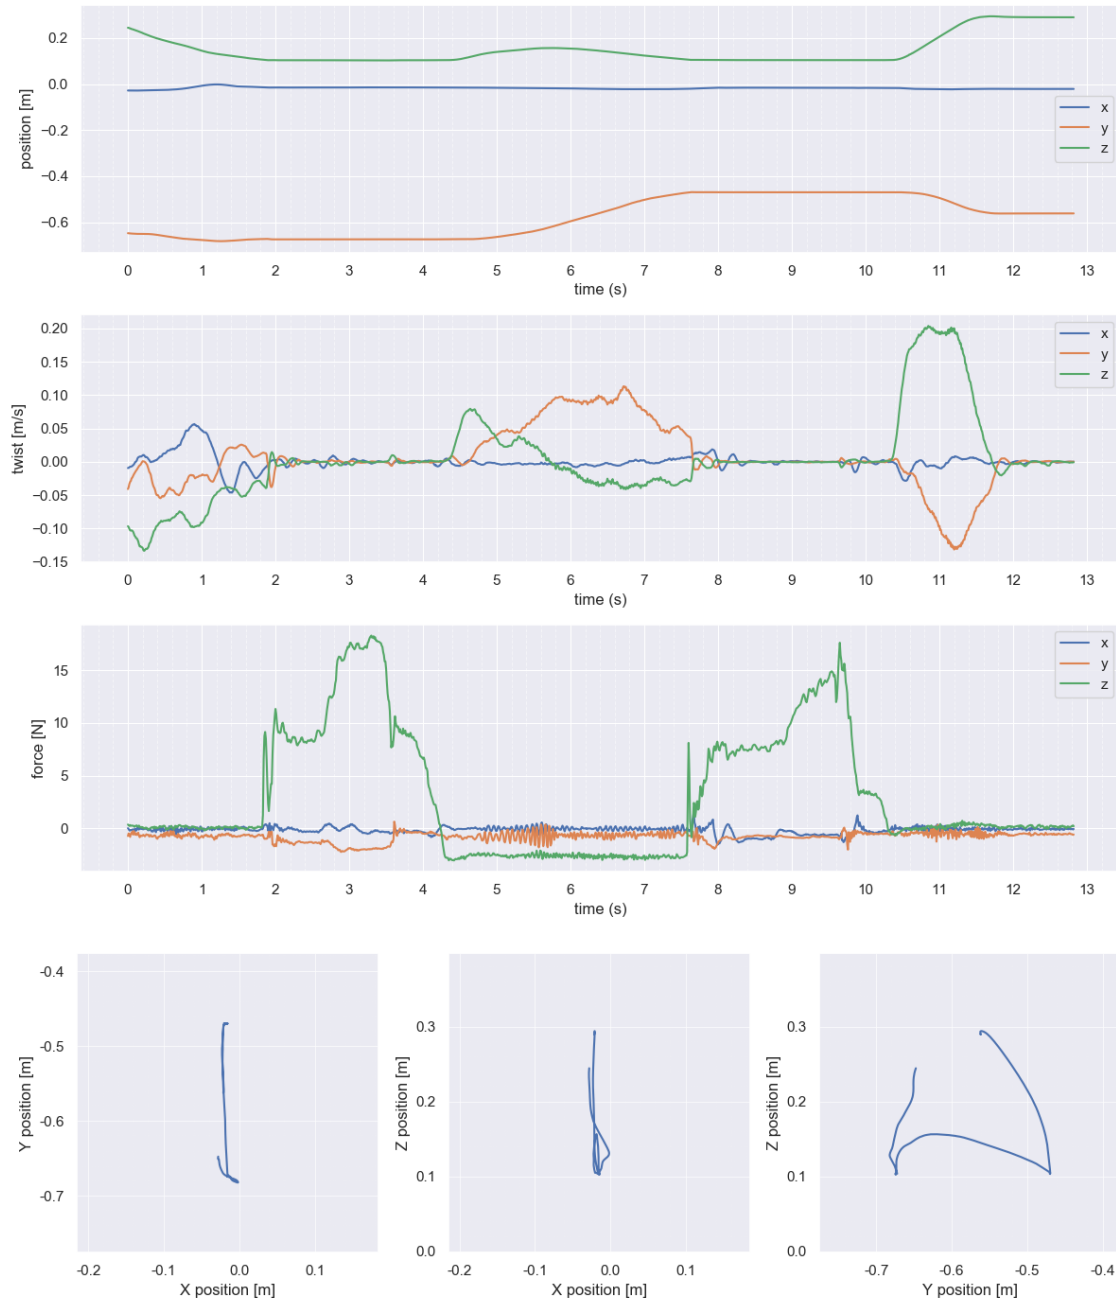 0.2
0.0
−0.2
−0.4
−0.6
position [m]
x
y
z
0 1 2 3 4 5 6 7 8 9 10 11 12 13
time (s)
0.20
0.15
0.10
0.05
0.00
−0.05
−0.10
−0.15
twist [m/s]
x
y
z
0 1 2 3 4 5 6 7 8 9 10 11 12 13
time (s)
15
10
5
0
force [N]
x
y
z
0 1 2 3 4 5 6 7 8 9 10 11 12 13
time (s)
-0.4
-0.5
-0.6
-0.7
Y position [m]
-0.2 -0.1 0.0 0.1
X position [m]
0.3
0.2
0.1
0.0
Z position [m]
-0.2 -0.1 0.0 0.1
X position [m]
0.3
0.2
0.1
0.0
Z position [m]
-0.7 -0.6 -0.5 -0.4
Y position [m]